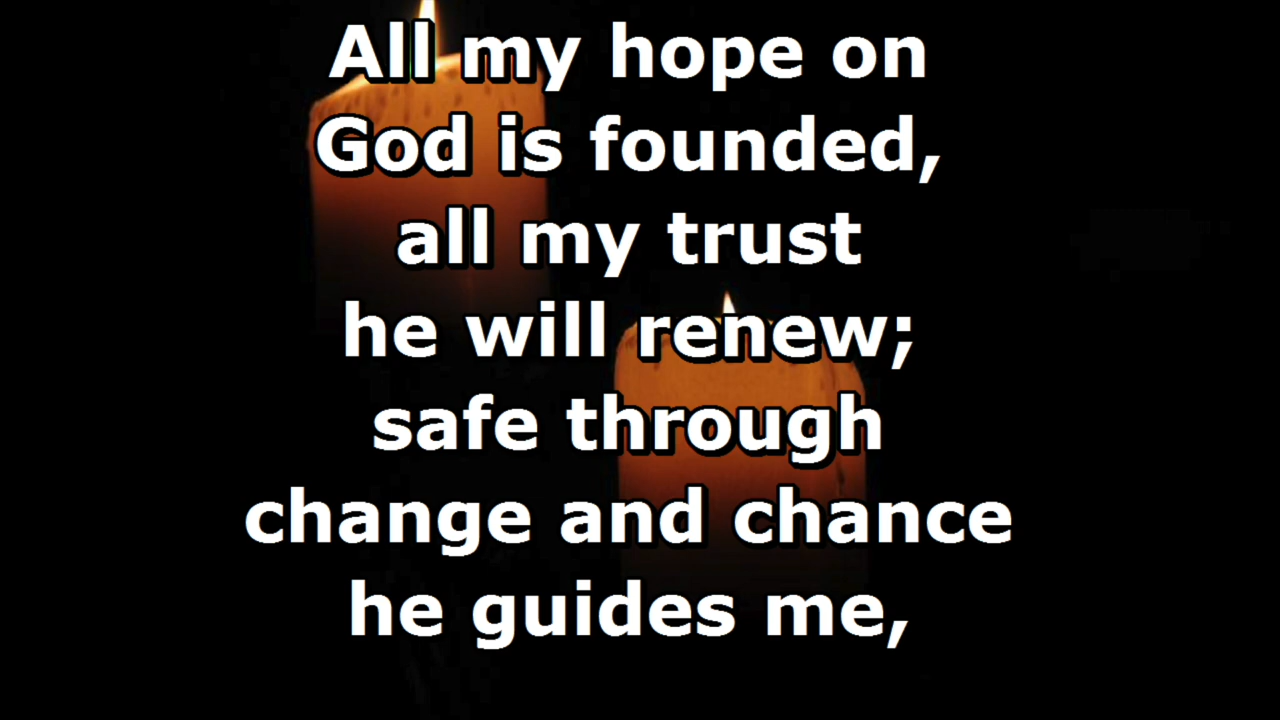 All my hope on
God is founded,
all my trust
he will renew;
safe through
change and chance
he guides me,